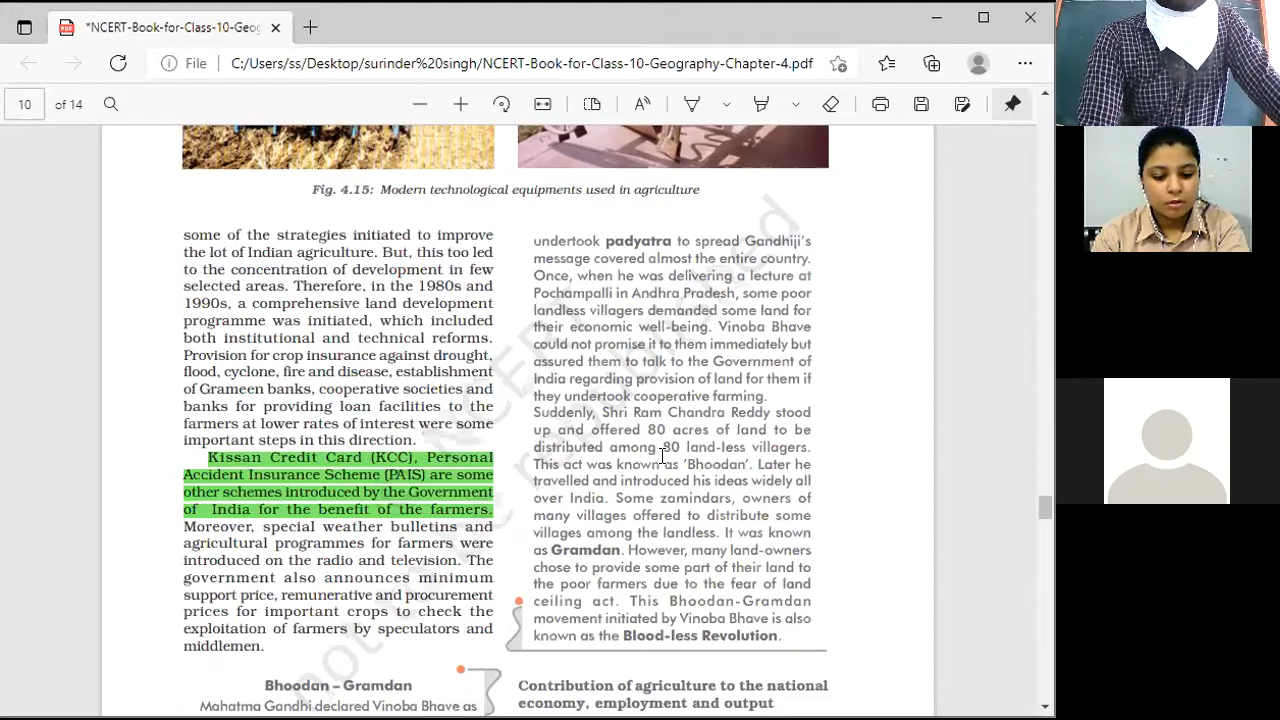 *NCERT-Book-for-Class-10-Geog
File
C:/Users/ss/Desktop/surinder%20singh/NCERT-Book-for-Class-10-Geography-Chapter-4.pdf
10 of 14
Fig. 4.15: Modern technological equipments used in agriculture
some of the strategies initiated to improve
the lot of Indian agriculture. But, this too led
to the concentration of development in few
selected areas. Therefore, in the 1980s and
1990s, a comprehensive land development
programme was initiated, which included
both institutional and technical reforms.
Provision for crop insurance against drought,
flood, cyclone, fire and disease, establishment
of Grameen banks, cooperative societies and
banks for providing loan facilities to the
farmers at lower rates of interest were some
important steps in this direction.
Kissan Credit Card (KCC), Personal
Accident Insurance Scheme (PAIS) are some
other schemes introduced by the Government
of India for the benefit of the farmers.
Moreover, special weather bulletins and
agricultural programmes for farmers were
introduced on the radio and television. The
government also announces minimum
support price, remunerative and procurement
prices for important crops to check the
exploitation of farmers by speculators and
middlemen.
Bhoodan – Gramdan
Mahatma Gandhi declared Vinoba Bhave as
undertook padyatra to spread Gandhiji's
message covered almost the entire country.
Once, when he was delivering a lecture at
Pochampalli in Andhra Pradesh, some poor
landless villagers demanded some land for
their economic well-being. Vinoba Bhave
could not promise it to them immediately but
assured them to talk to the Government of
India regarding provision of land for them if
they undertook cooperative farming.
Suddenly, Shri Ram Chandra Reddy stood
up and offered 80 acres of land to be
distributed among 80 land-less villagers.
This act was known as 'Bhoodan'. Later he
travelled and introduced his ideas widely all
over India. Some zamindars, owners of
many villages offered to distribute some
villages among the landless. It was known
as Gramdan. However, many land-owners
chose to provide some part of their land to
the poor farmers due to the fear of land
ceiling act. This Bhoodan-Gramdan
movement initiated by Vinoba Bhave is also
known as the Blood-less Revolution.
Contribution of agriculture to the national
economy, employment and output
NCERT
not to be republished